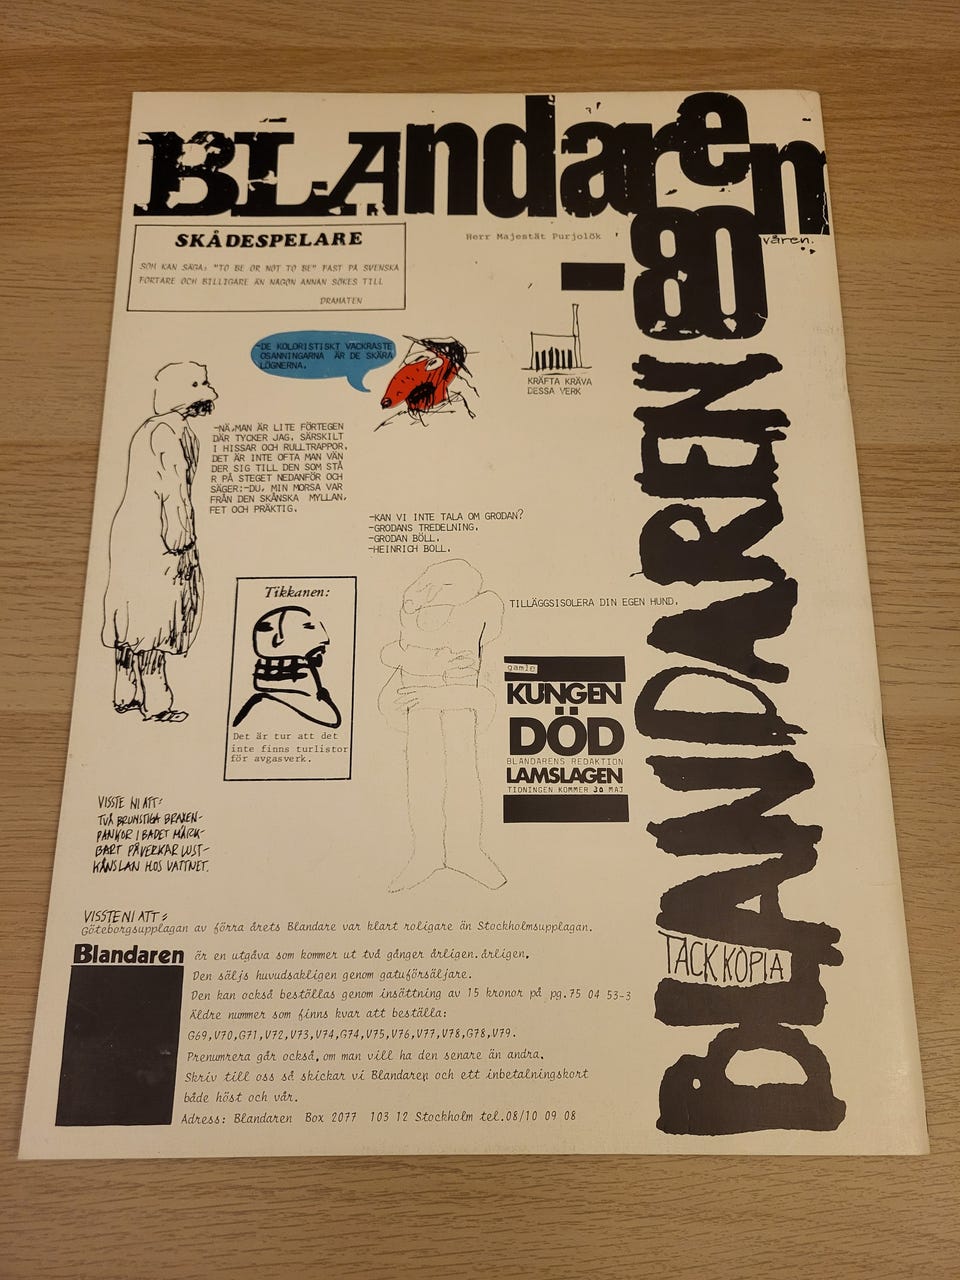 BLAndaren
-80
våren.
SKÅDESPELARE
SOM KAN SÄGA: "TO BE OR NOT TO BE" FAST PÅ SVENSKA
FORTARE OCH BILLIGARE ÄN NÅGON ANNAN SÖKES TILL
DRAMATEN
Herr Majestät Purjolök
-DE KOLORISTISKT VACKRASTE
OSANNINGARNA ÄR DE SKÄRA
LÖGNERNA.
KRÄFTA KRÄVA
DESSA VERK
-NÄ,MAN ÄR LITE FÖRTEGEN
DÄR TYCKER JAG, SÄRSKILT
I HISSAR OCH RULLTRAPPOR.
DET ÄR INTE OFTA MAN VÄN
DER SIG TILL DEN SOM STÅ
R PÅ STEGET NEDANFÖR OCH
SÄGER:-DU, MIN MORSA VAR
FRÅN DEN SKÅNSKA MYLLAN,
FET OCH PRÄKTIG.
-KAN VI INTE TALA OM GRODAN?
-GRODANS TREDELNING.
-GRODAN BÖLL.
-HEINRICH BÖLL.
TILLÄGGSISOLERA DIN EGEN HUND.
Tikkanen:
Det är tur att det
inte finns turlistor
för avgasverk.
gamle
KUNGEN
DÖD
BLANDARENS REDAKTION
LAMSLAGEN
TIDNINGEN KOMMER 30 MAJ
VISSTE NI ATT:
TVÅ BRUNSTIGA BRAXEN-
PANKOR I BADET MÄRK-
BART PÅVERKAR LUST-
KÄNSLAN HOS VATTNET.
VISSTE NI ATT:
Göteborgsupplagan av förra årets Blandare var klart roligare än Stockholmsupplagan.
Blandaren är en utgåva som kommer ut två gånger årligen.årligen.
Den säljs huvudsakligen genom gatuförsäljare.
Den kan också beställas genom insättning av 15 kronor på pg.75 04 53-3
Äldre nummer som finns kvar att beställa:
G69,V70,G71,V72,V73,V74,G74,V75,V76,V77,V78,G78,V79.
Prenumrera går också, om man vill ha den senare än andra.
Skriv till oss så skickar vi Blandaren och ett inbetalningskort
både höst och vår.
Adress: Blandaren Box 2077 103 12 Stockholm tel.08/10 09 08
BLANDAREN
TACK KOPIA